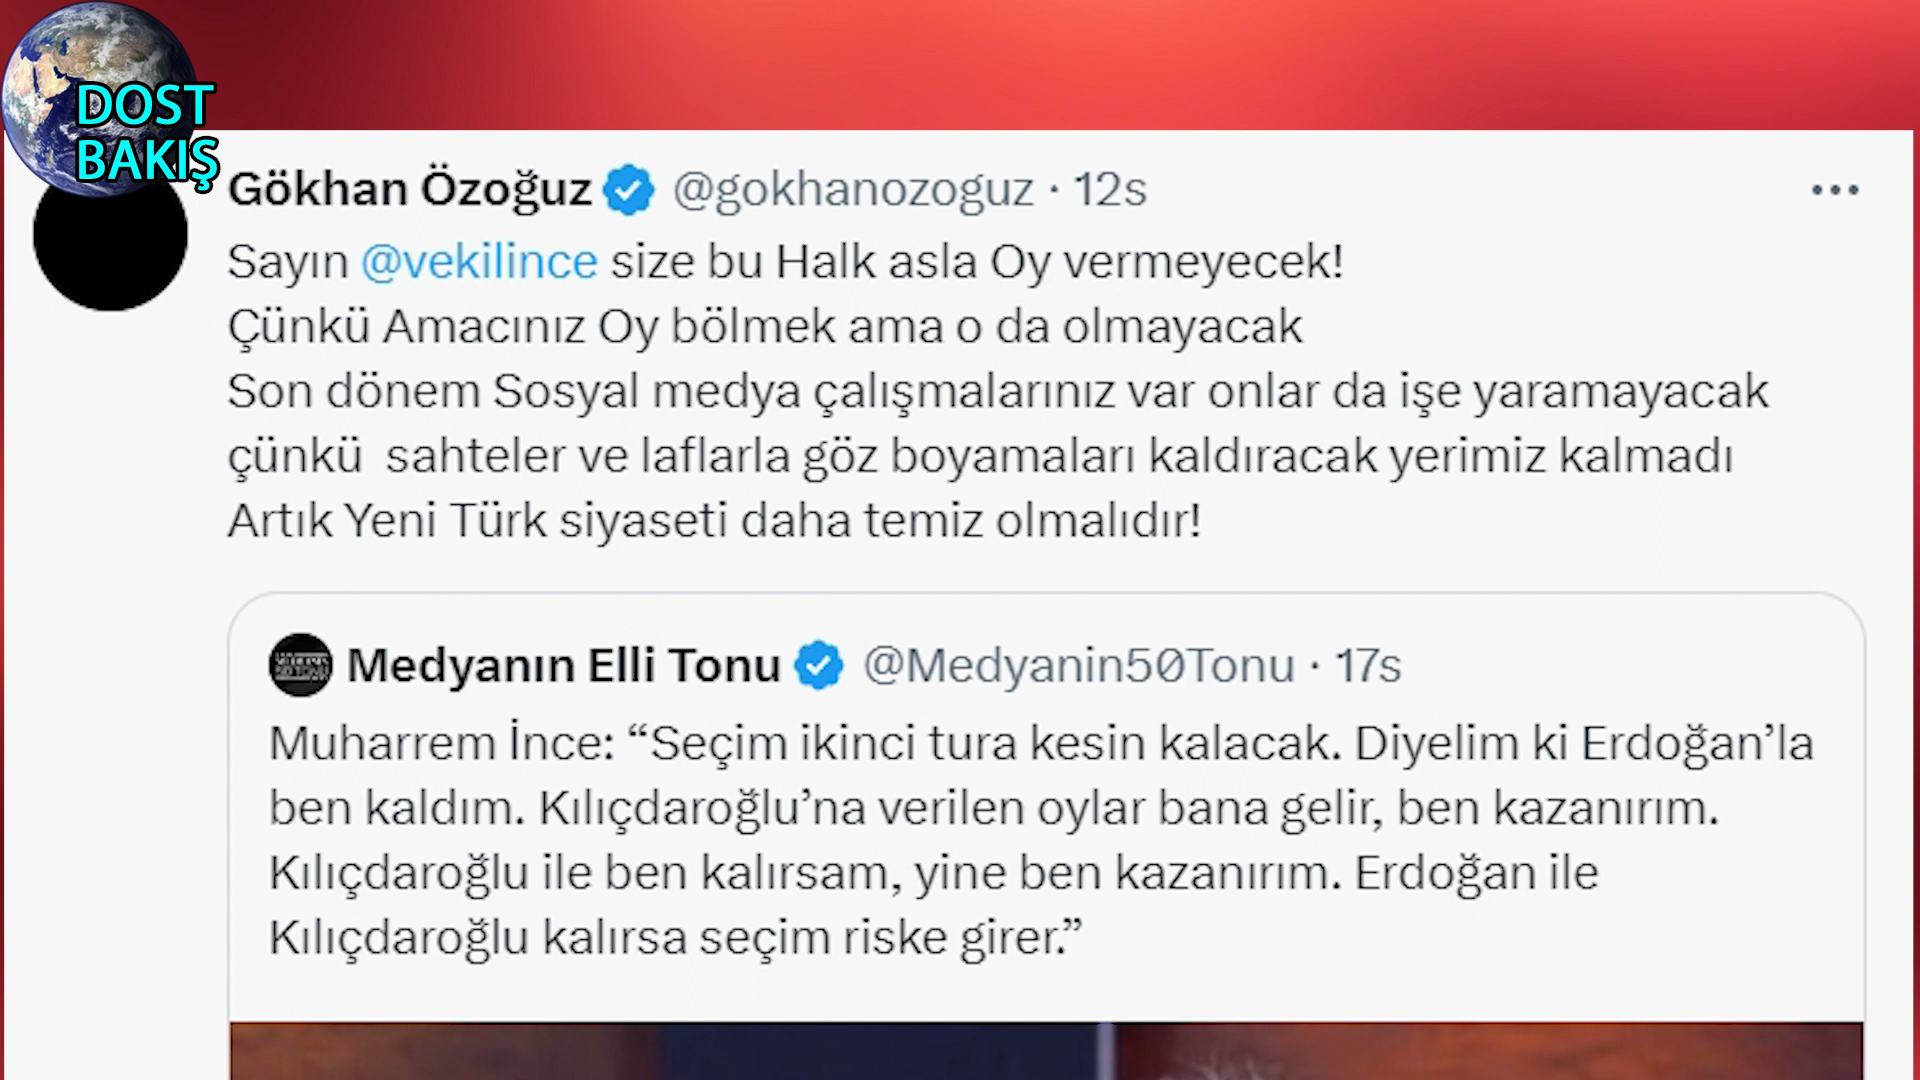 DOST
BAKIŞ
Gökhan Özoğuz @gokhanozoguz · 12s
Sayın @vekilince size bu Halk asla Oy vermeyecek!
Çünkü Amacınız Oy bölmek ama o da olmayacak
Son dönem Sosyal medya çalışmalarınız var onlar da işe yaramayacak
çünkü  sahteler ve laflarla göz boyamaları kaldıracak yerimiz kalmadı
Artık Yeni Türk siyaseti daha temiz olmalıdır!
Medyanın Elli Tonu @Medyanin50Tonu · 17s
Muharrem İnce: “Seçim ikinci tura kesin kalacak. Diyelim ki Erdoğan’la
ben kaldım. Kılıçdaroğlu’na verilen oylar bana gelir, ben kazanırım.
Kılıçdaroğlu ile ben kalırsam, yine ben kazanırım. Erdoğan ile
Kılıçdaroğlu kalırsa seçim riske girer.”